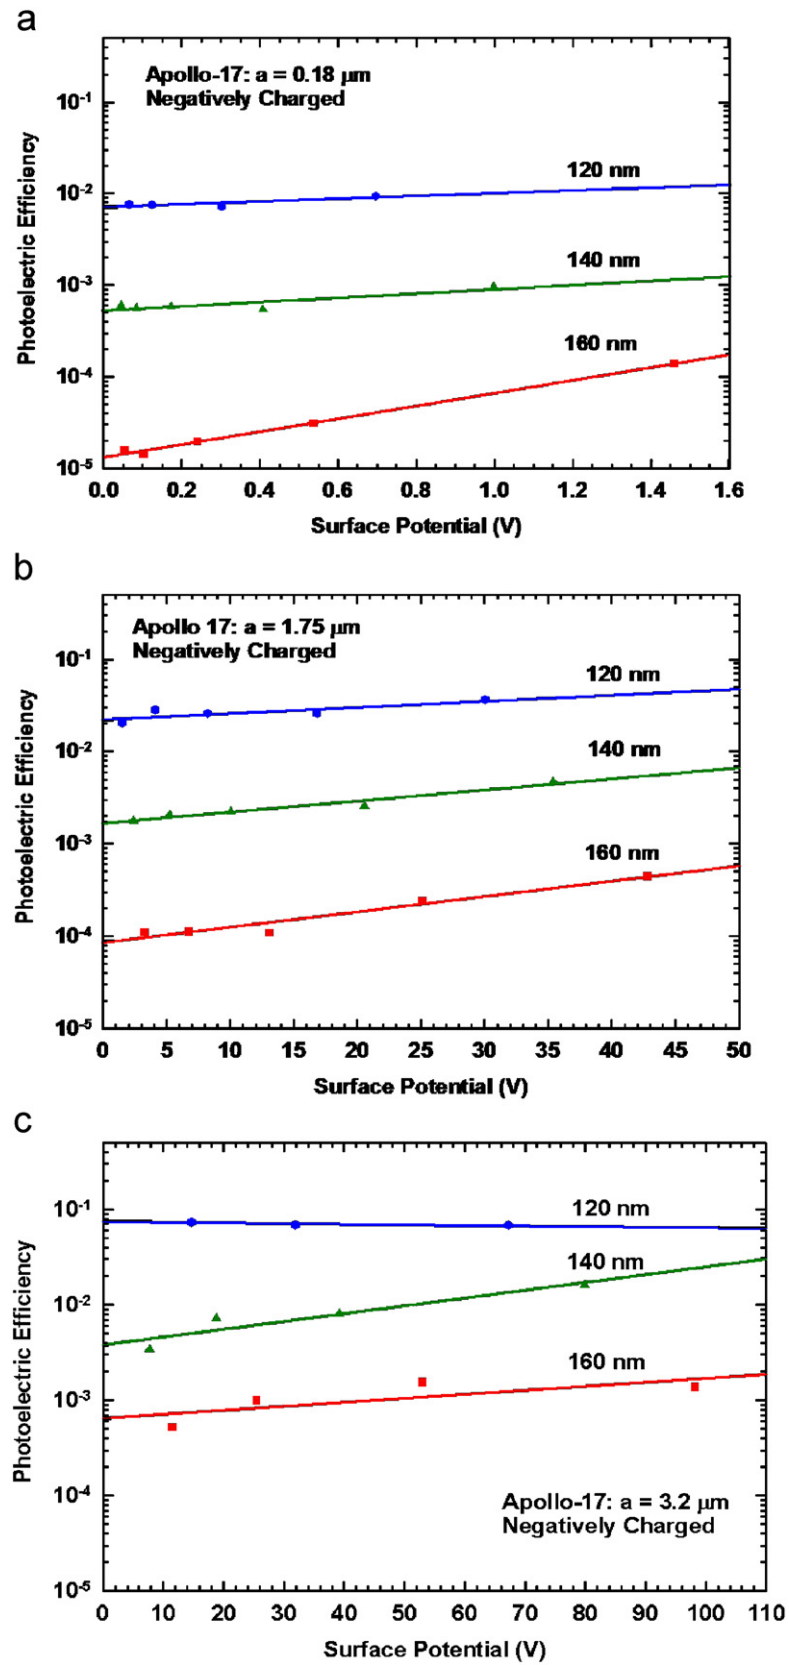 a
Apollo-17: a = 0.18 μm
Negatively Charged
10⁻¹
10⁻²
10⁻³
10⁻⁴
10⁻⁵
Photoelectric Efficiency
120 nm
140 nm
160 nm
0.0 0.2 0.4 0.6 0.8 1.0 1.2 1.4 1.6
Surface Potential (V)
b
Apollo 17: a = 1.75 μm
Negatively Charged
10⁻¹
10⁻²
10⁻³
10⁻⁴
10⁻⁵
Photoelectric Efficiency
120 nm
140 nm
160 nm
0 5 10 15 20 25 30 35 40 45 50
Surface Potential (V)
c
10⁻¹
10⁻²
10⁻³
10⁻⁴
10⁻⁵
Photoelectric Efficiency
120 nm
140 nm
160 nm
Apollo-17: a = 3.2 μm
Negatively Charged
0 10 20 30 40 50 60 70 80 90 100 110
Surface Potential (V)